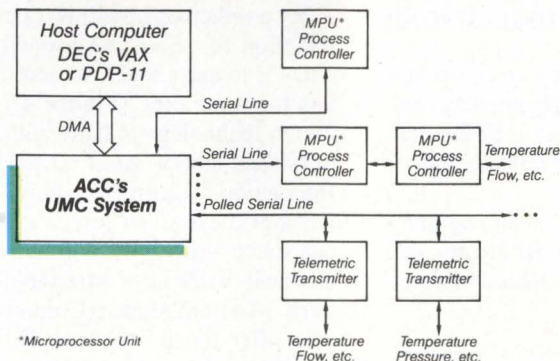 Host Computer
DEC's VAX
or PDP-11
MPU*
Process
Controller
DMA
Serial Line
Serial Line
MPU*
Process
Controller
MPU*
Process
Controller
Temperature
Flow, etc.
ACC's
UMC System
Polled Serial Line
Telemetric
Transmitter
Telemetric
Transmitter
*Microprocessor Unit
Temperature
Flow, etc.
Temperature
Pressure, etc.